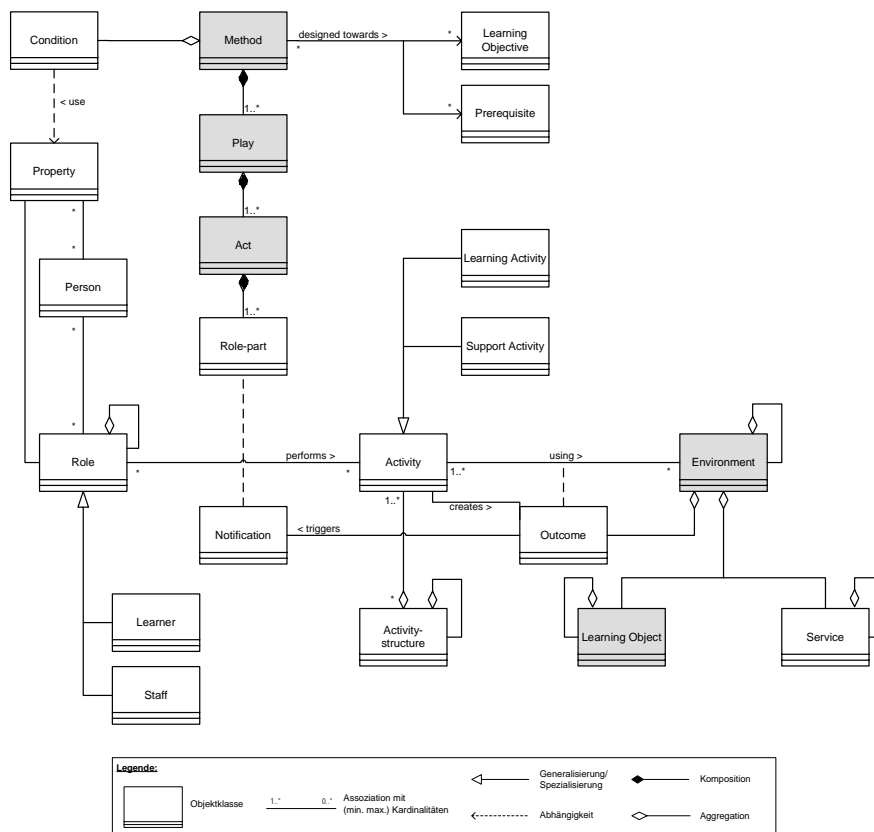 Condition
Method
designed towards >
*
*
Learning
Objective
< use
1..*
*
Prerequisite
Play
Property
*
1..*
Act
Learning Activity
*
Person
*
1..*
Role-part
Support Activity
*
Role
*
performs >
*
Activity
1..*
using >
*
Environment
1..*
creates >
Notification
< triggers
Outcome
*
Learner
Activity-
structure
Learning Object
Service
Staff
Legende:
Objektklasse
1..*
0..*
Assoziation mit
(min. max.) Kardinalitäten
Generalisierung/
Spezialisierung
Abhängigkeit
Komposition
Aggregation